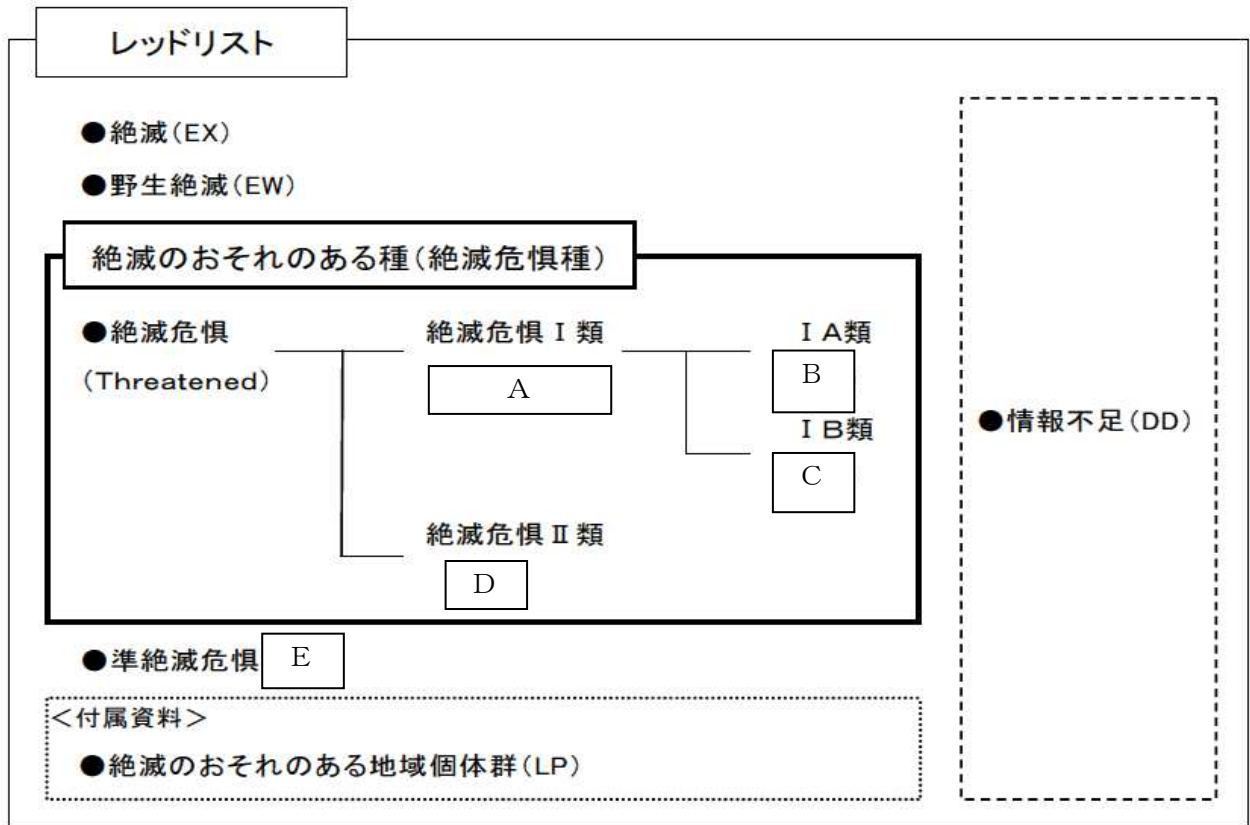 レッドリスト
●絶滅(EX)
●野生絶滅(EW)
絶滅のおそれのある種(絶滅危惧種)
●絶滅危惧 絶滅危惧Ⅰ類 ⅠA類
(Threatened) A B
ⅠB類
C
絶滅危惧Ⅱ類
D
●準絶滅危惧 E
<付属資料>
●絶滅のおそれのある地域個体群(LP)
●情報不足(DD)